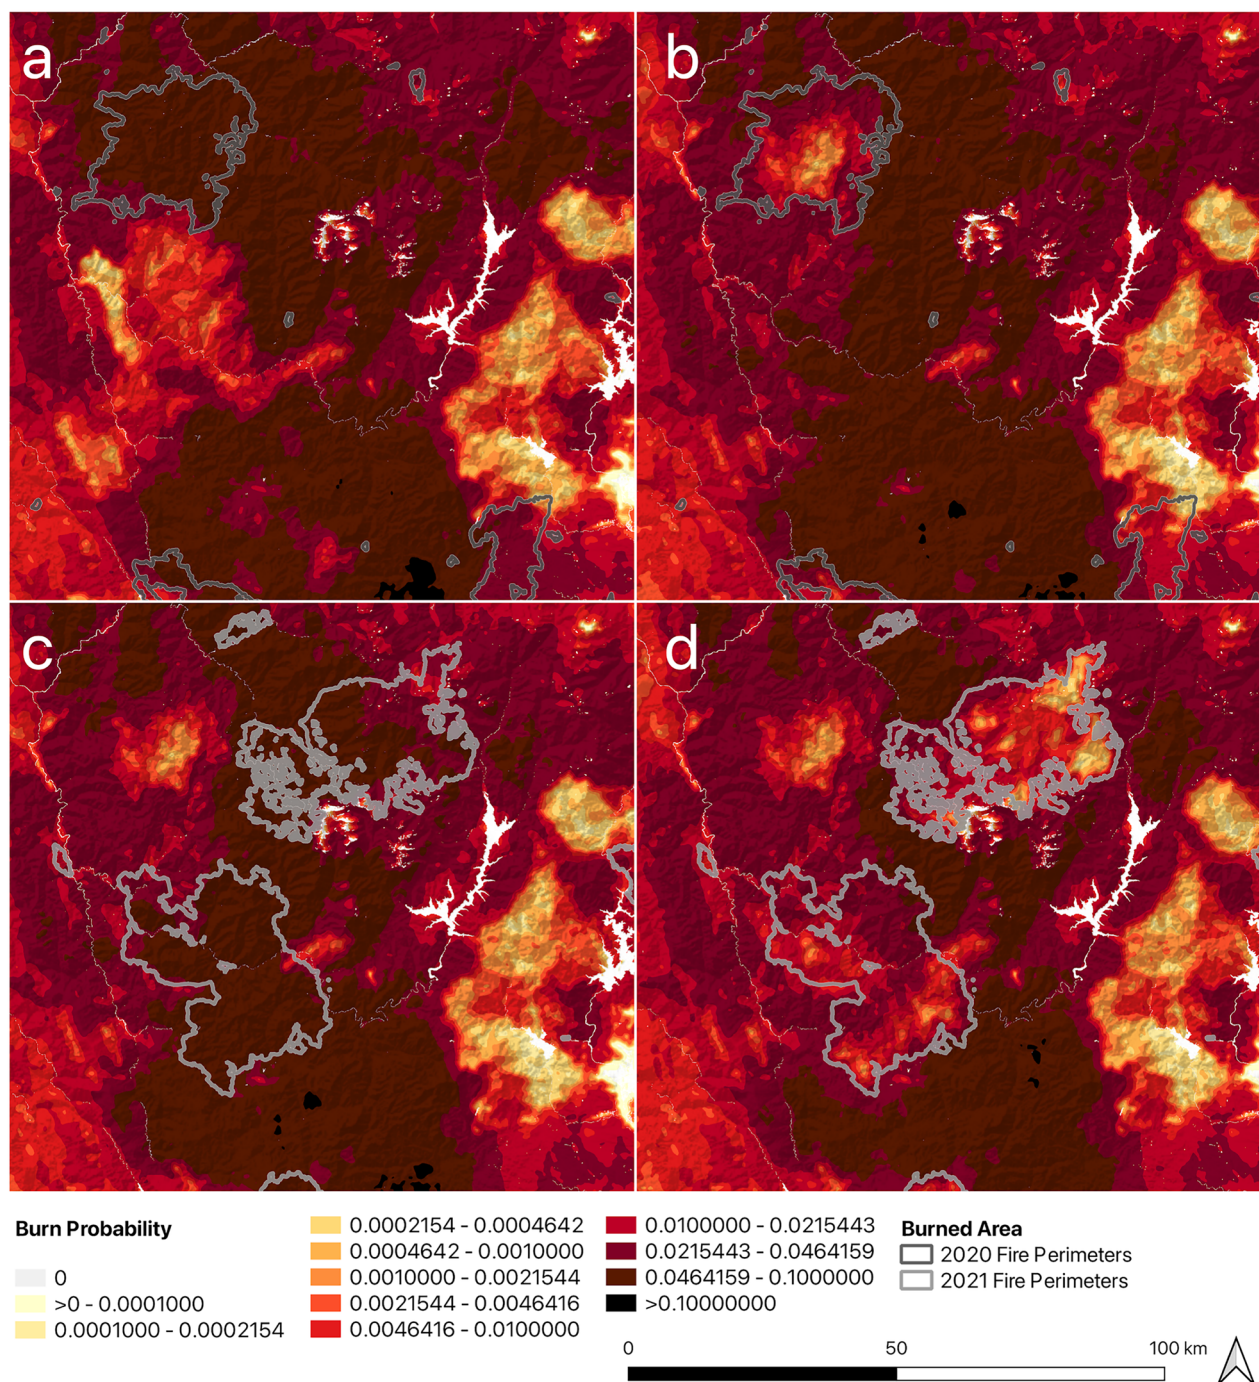 a
b
c
d
Burn Probability
0
>0 - 0.0001000
0.0001000 - 0.0002154
0.0002154 - 0.0004642
0.0004642 - 0.0010000
0.0010000 - 0.0021544
0.0021544 - 0.0046416
0.0046416 - 0.0100000
0.0100000 - 0.0215443
0.0215443 - 0.0464159
0.0464159 - 0.1000000
>0.10000000
Burned Area
2020 Fire Perimeters
2021 Fire Perimeters
0 50 100 km